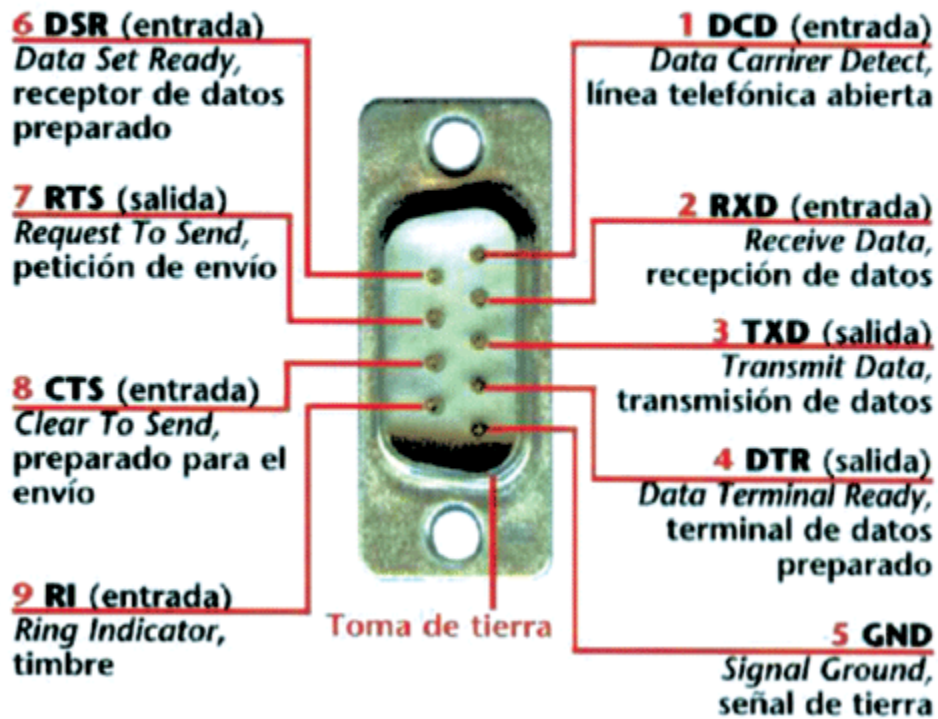 6 DSR (entrada)
Data Set Ready,
receptor de datos
preparado
7 RTS (salida)
Request To Send,
petición de envío
8 CTS (entrada)
Clear To Send,
preparado para el
envío
9 RI (entrada)
Ring Indicator,
timbre
Toma de tierra
1 DCD (entrada)
Data Carrirer Detect,
línea telefónica abierta
2 RXD (entrada)
Receive Data,
recepción de datos
3 TXD (salida)
Transmit Data,
transmisión de datos
4 DTR (salida)
Data Terminal Ready,
terminal de datos
preparado
5 GND
Signal Ground,
señal de tierra